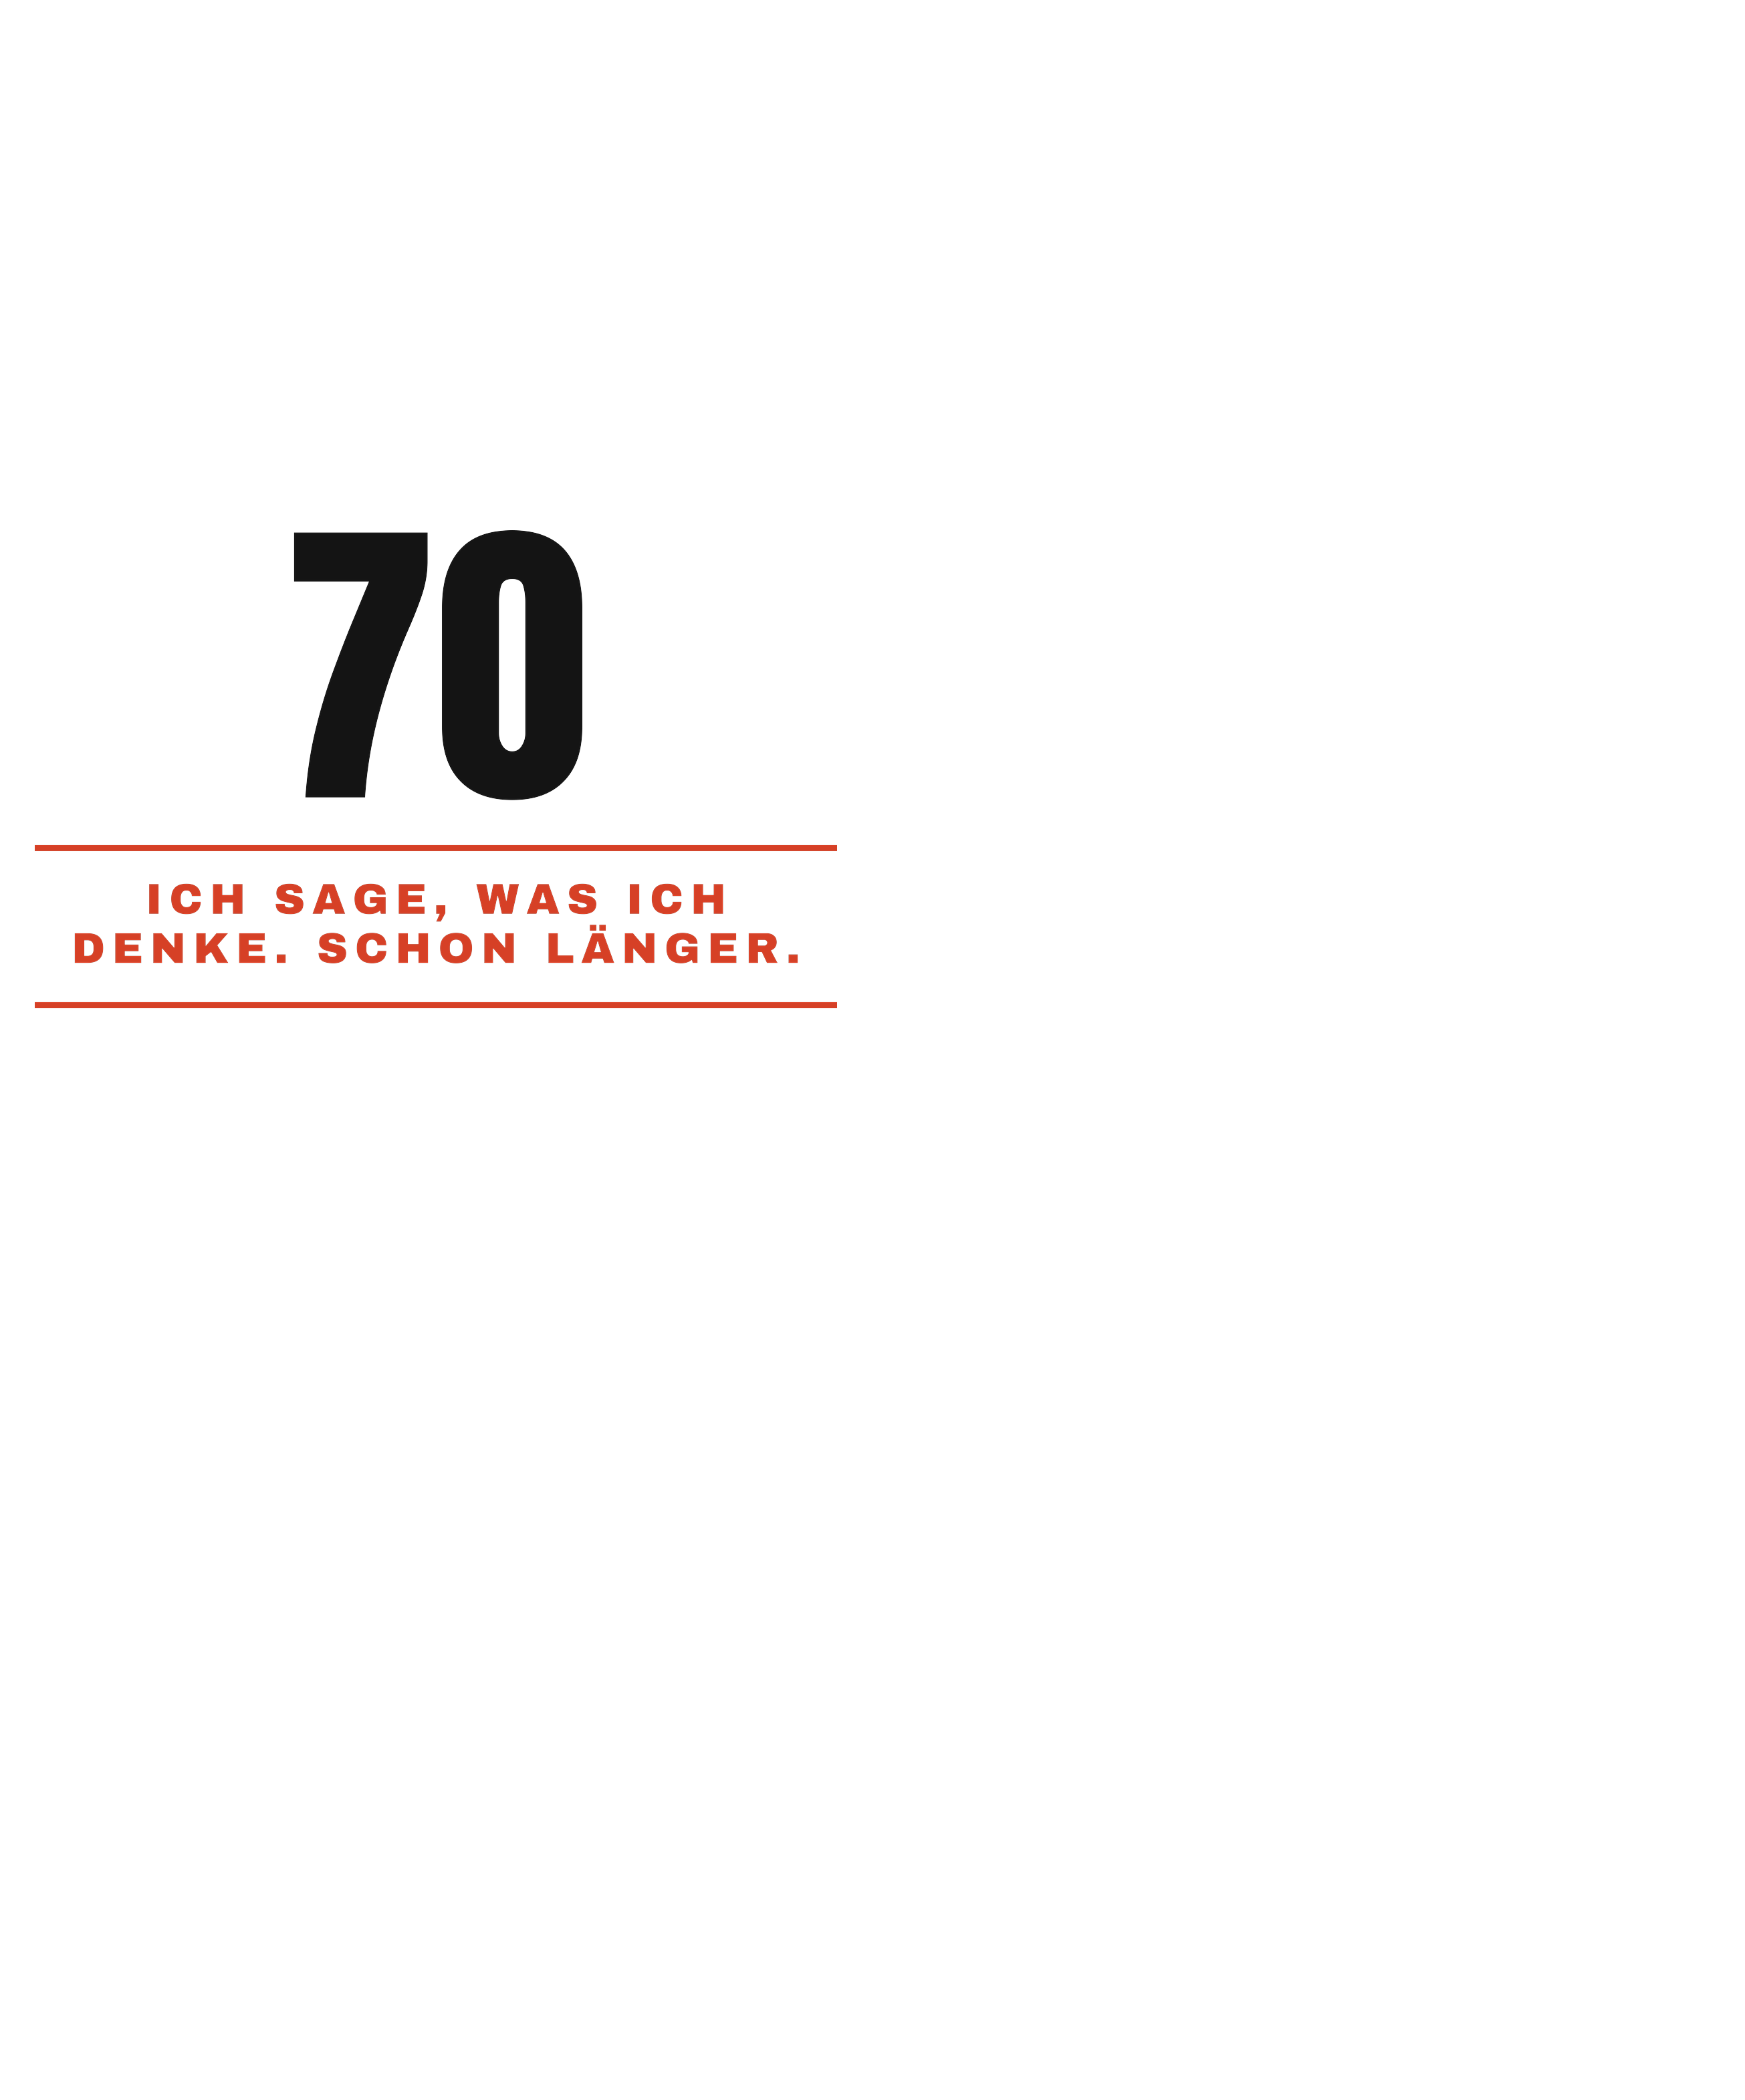 70
ICH SAGE, WAS ICH
DENKE. SCHON LÄNGER.